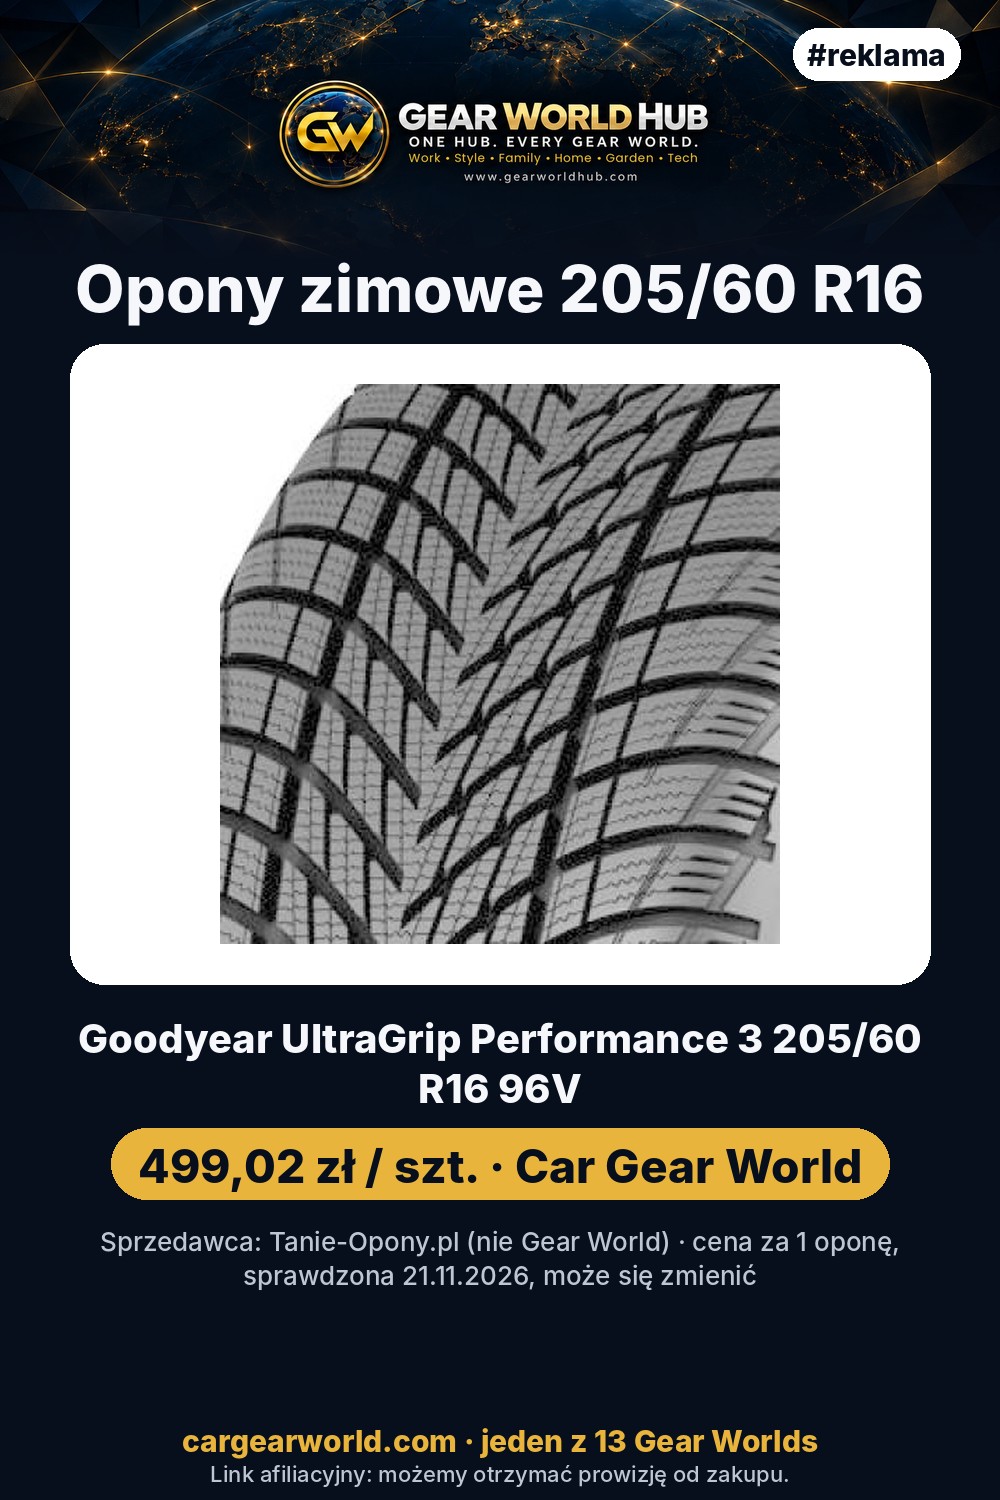 #reklama
GW
GEAR WORLD HUB
ONE HUB. EVERY GEAR WORLD.
Work • Style • Family • Home • Garden • Tech
www.gearworldhub.com
Opony zimowe 205/60 R16
Goodyear UltraGrip Performance 3 205/60
R16 96V
499,02 zł / szt. · Car Gear World
Sprzedawca: Tanie-Opony.pl (nie Gear World) · cena za 1 oponę,
sprawdzona 21.11.2026, może się zmienić
cargearworld.com · jeden z 13 Gear Worlds
Link afiliacyjny: możemy otrzymać prowizję od zakupu.